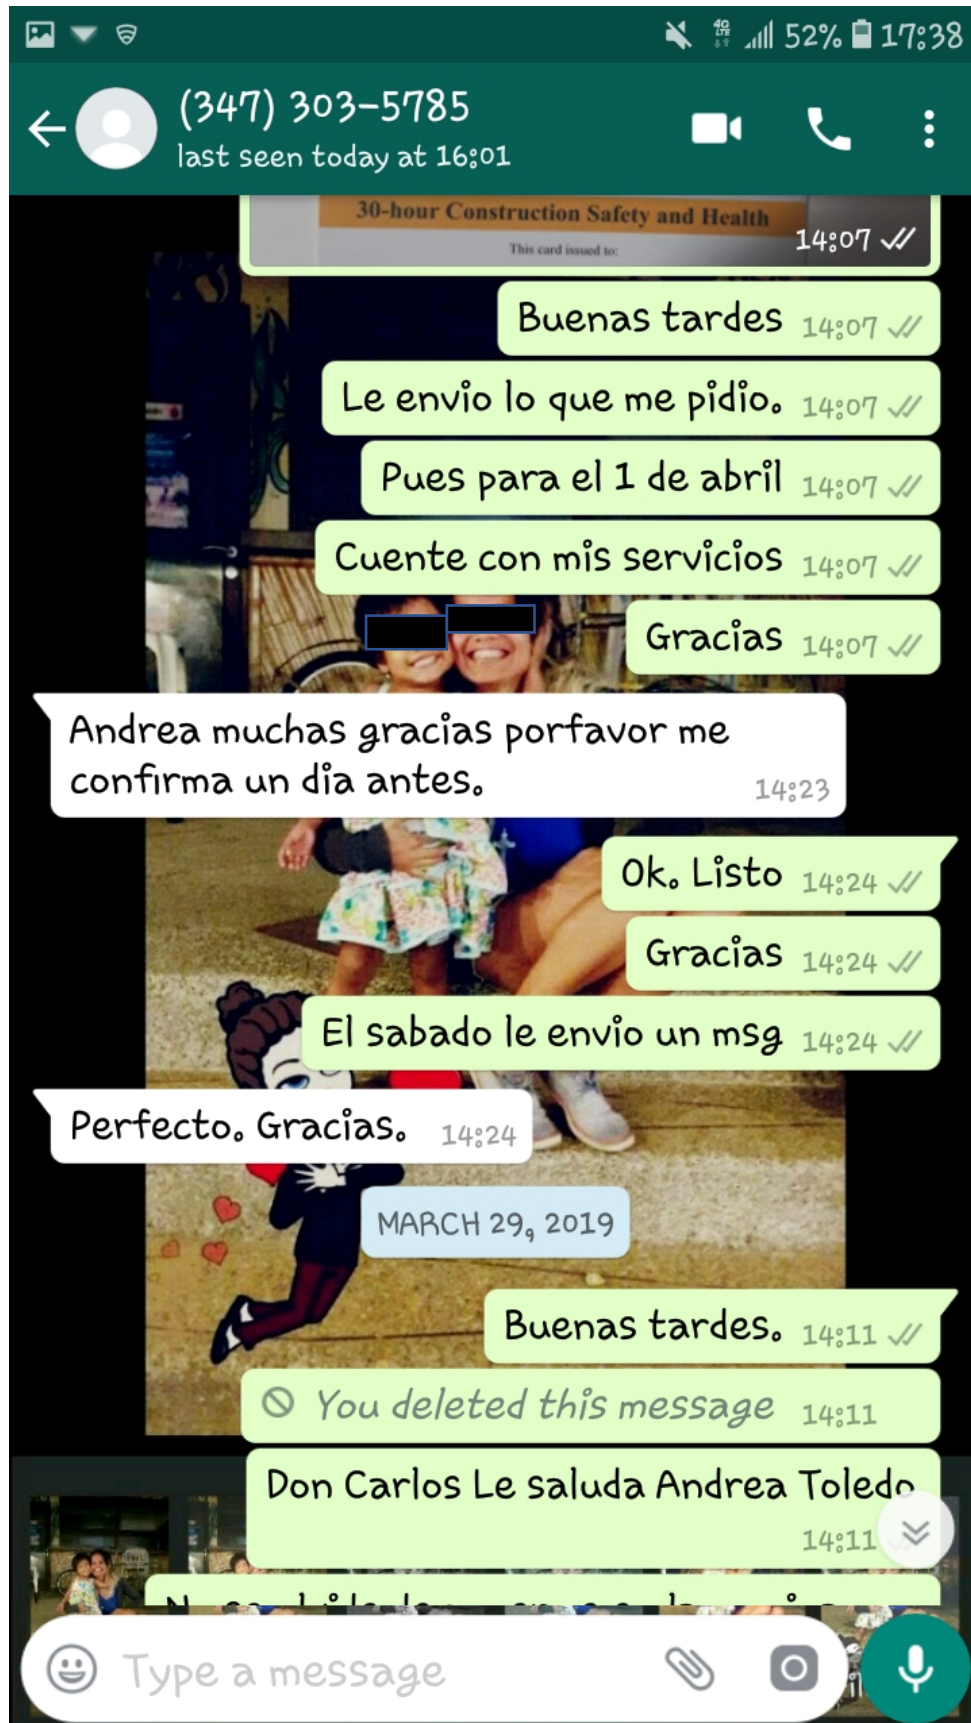 4G
LTE
52%
17:38
(347) 303-5785
last seen today at 16:01
30-hour Construction Safety and Health
This card issued to:
14:07
Buenas tardes 14:07
Le envio lo que me pidio. 14:07
Pues para el 1 de abril 14:07
Cuente con mis servicios 14:07
Gracias 14:07
Andrea muchas gracias porfavor me
confirma un dia antes. 14:23
Ok. Listo 14:24
Gracias 14:24
El sabado le envio un msg 14:24
Perfecto. Gracias. 14:24
MARCH 29, 2019
Buenas tardes. 14:11
You deleted this message 14:11
Don Carlos Le saluda Andrea Toledo
14:11
Type a message